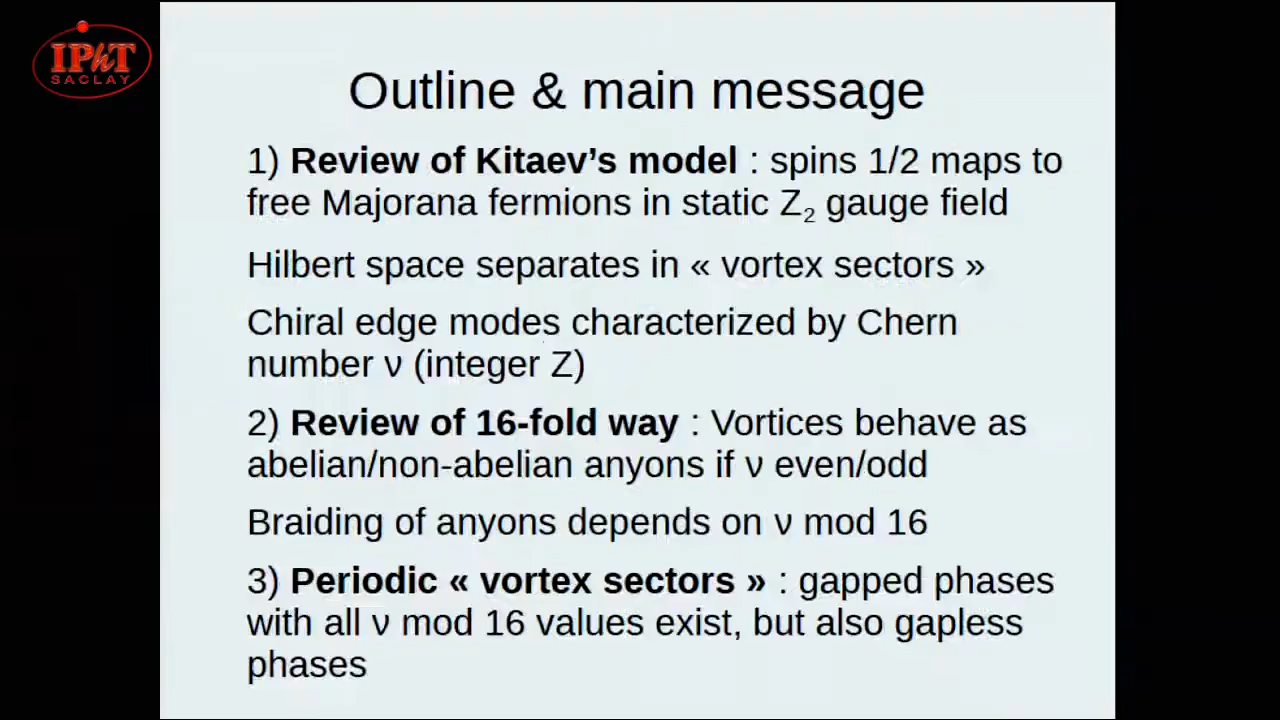 IPhT
SACLAY
Outline & main message
1) Review of Kitaev’s model : spins 1/2 maps to
free Majorana fermions in static Z₂ gauge field
Hilbert space separates in « vortex sectors »
Chiral edge modes characterized by Chern
number ν (integer Z)
2) Review of 16-fold way : Vortices behave as
abelian/non-abelian anyons if ν even/odd
Braiding of anyons depends on ν mod 16
3) Periodic « vortex sectors » : gapped phases
with all ν mod 16 values exist, but also gapless
phases